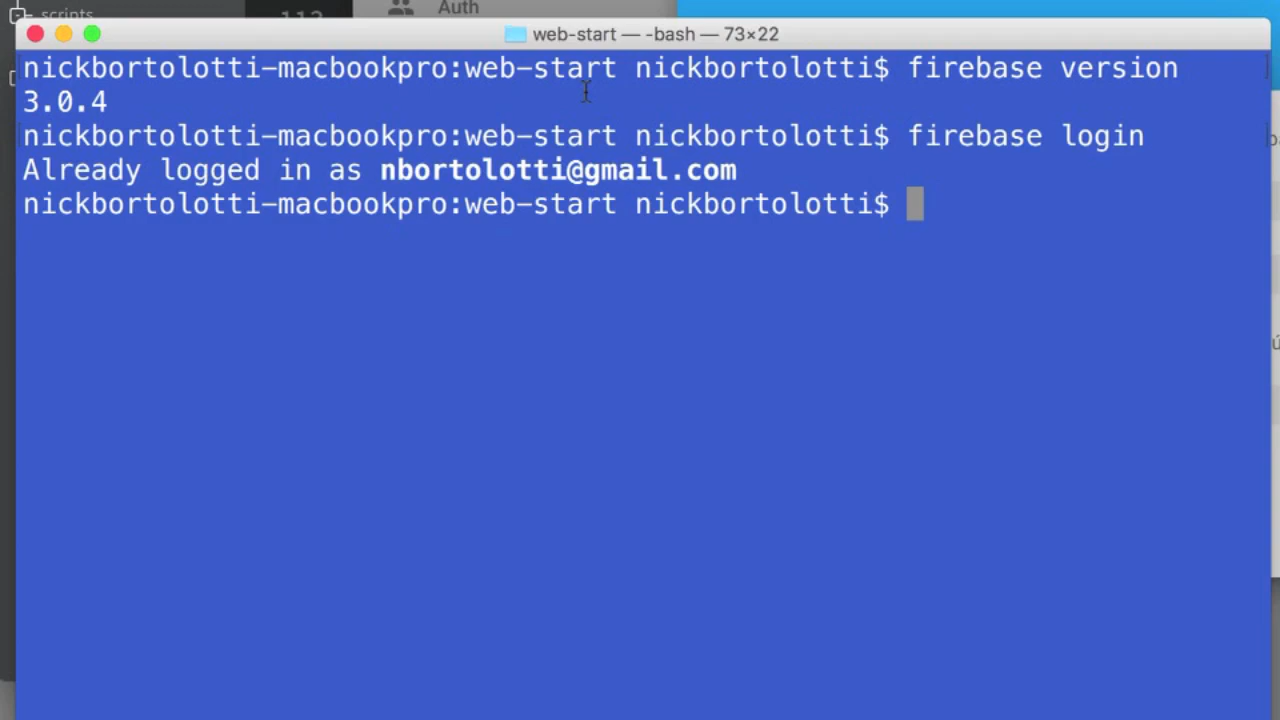 scripts
Auth
web-start — -bash — 73×22
nickbortolotti-macbookpro:web-start nickbortolotti$ firebase version
3.0.4
nickbortolotti-macbookpro:web-start nickbortolotti$ firebase login
Already logged in as nbortolotti@gmail.com
nickbortolotti-macbookpro:web-start nickbortolotti$